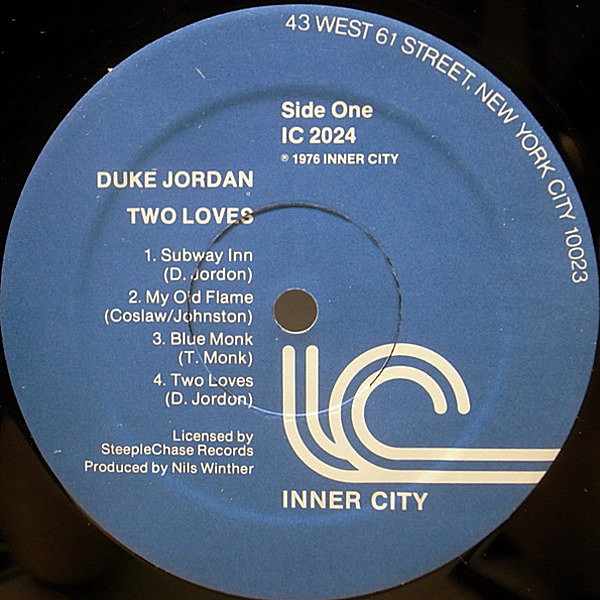 43 WEST 61 STREET, NEW YORK CITY 10023
Side One
IC 2024
℗ 1976 INNER CITY
DUKE JORDAN
TWO LOVES
1. Subway Inn
(D. Jordon)
2. My Old Flame
(Coslaw/Johnston)
3. Blue Monk
(T. Monk)
4. Two Loves
(D. Jordon)
Licensed by
SteepleChase Records
Produced by Nils Winther
IC
INNER CITY